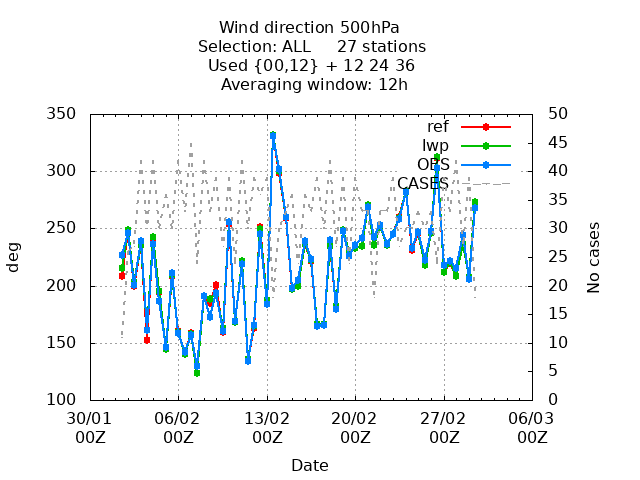 Wind direction 500hPa
Selection: ALL 27 stations
Used {00,12} + 12 24 36
Averaging window: 12h
350 50
ref 45
lwp
300 OBS 40
CASES 35
250 30
deg 25 No cases
200 20
15
150 10
5
100 0
30/01 06/02 13/02 20/02 27/02 06/03
00Z 00Z 00Z 00Z 00Z 00Z
Date